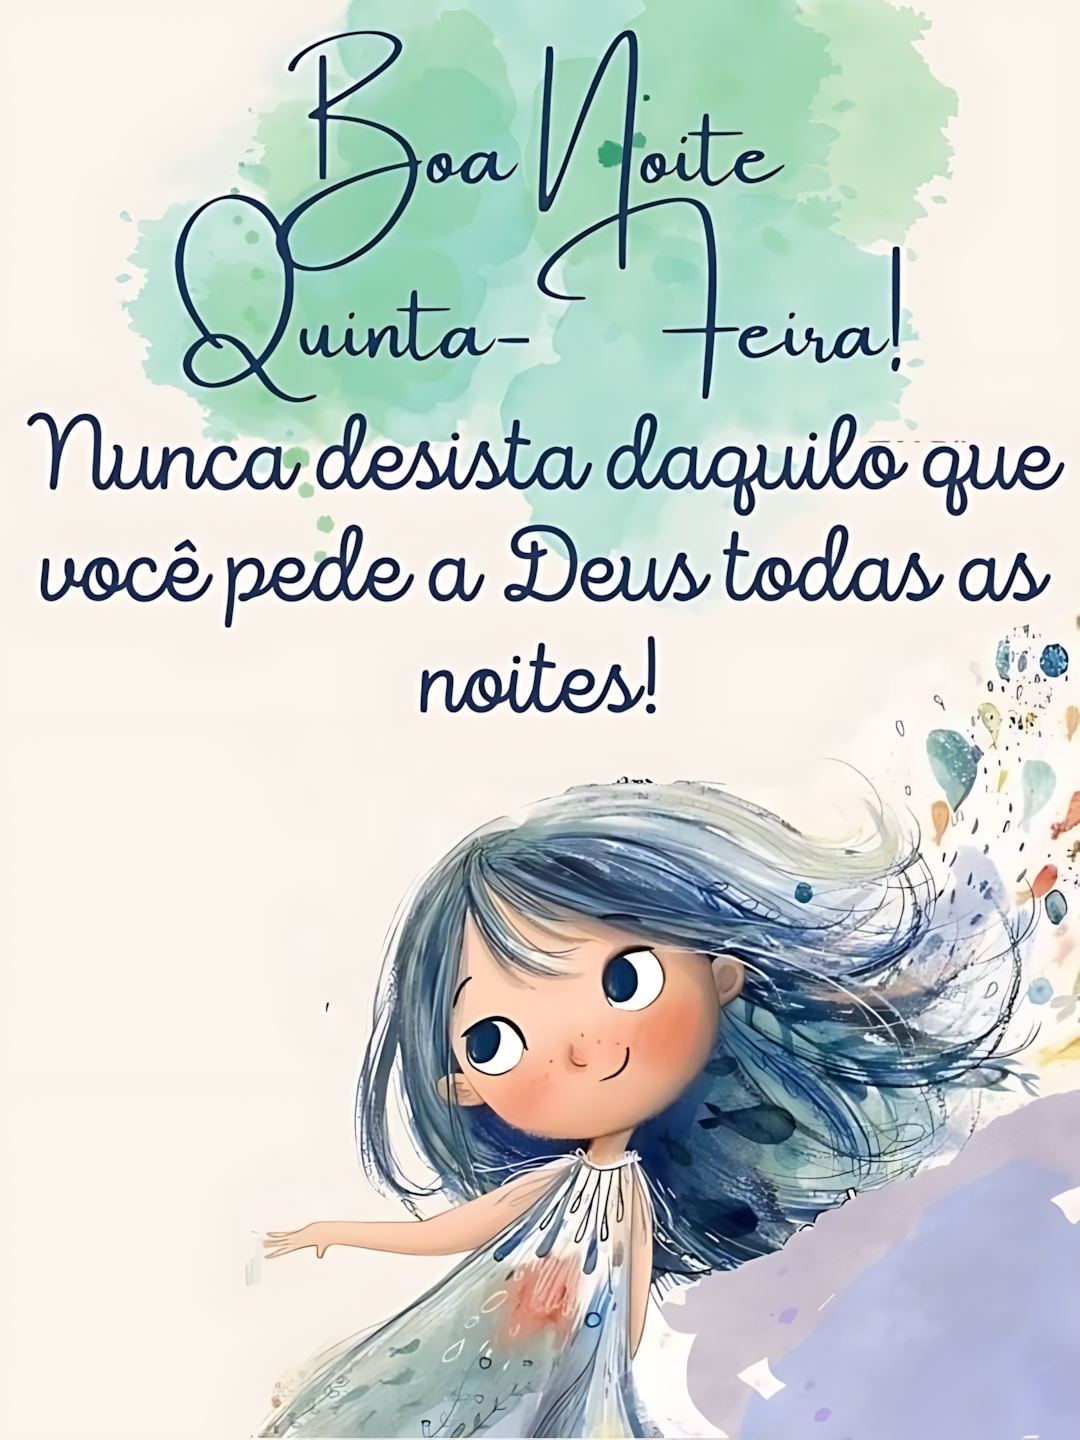 Boa Noite
Quinta- Feira!
Nunca desista daquilo que
você pede a Deus todas as
noites!